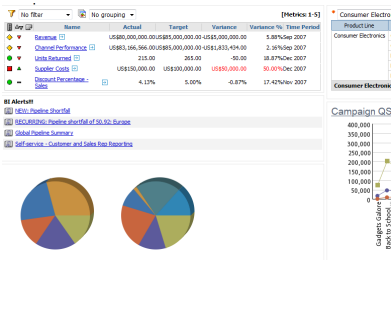 No filter No grouping [Metrics: 1-5]
Name Actual Target Variance Variance % Time Period
Revenue US$80,000,000.00 US$85,000,000.00 -US$5,000,000.00 5.88% Sep 2007
Channel Performance US$83,166,566.00 US$85,000,000.00 -US$1,833,434.00 2.16% Sep 2007
Units Returned 215.00 265.00 -50.00 18.87% Dec 2007
Supplier Costs US$150,000.00 US$100,000.00 US$50,000.00 50.00% Dec 2007
Discount Percentage - Sales 4.13% 5.00% -0.87% 17.42% Nov 2007
BI Alerts!!!
NEW: Pipeline Shortfall
RECURRING: Pipeline shortfall of 50.92: Europe
Global Pipeline Summary
Self-service - Customer and Sales Rep Reporting
* Consumer Electro
Product Line
Consumer Electronics
Consumer Electronic
Campaign QS
400,000
350,000
300,000
250,000
200,000
150,000
100,000
50,000
0
Gadgets Galore
Back to School